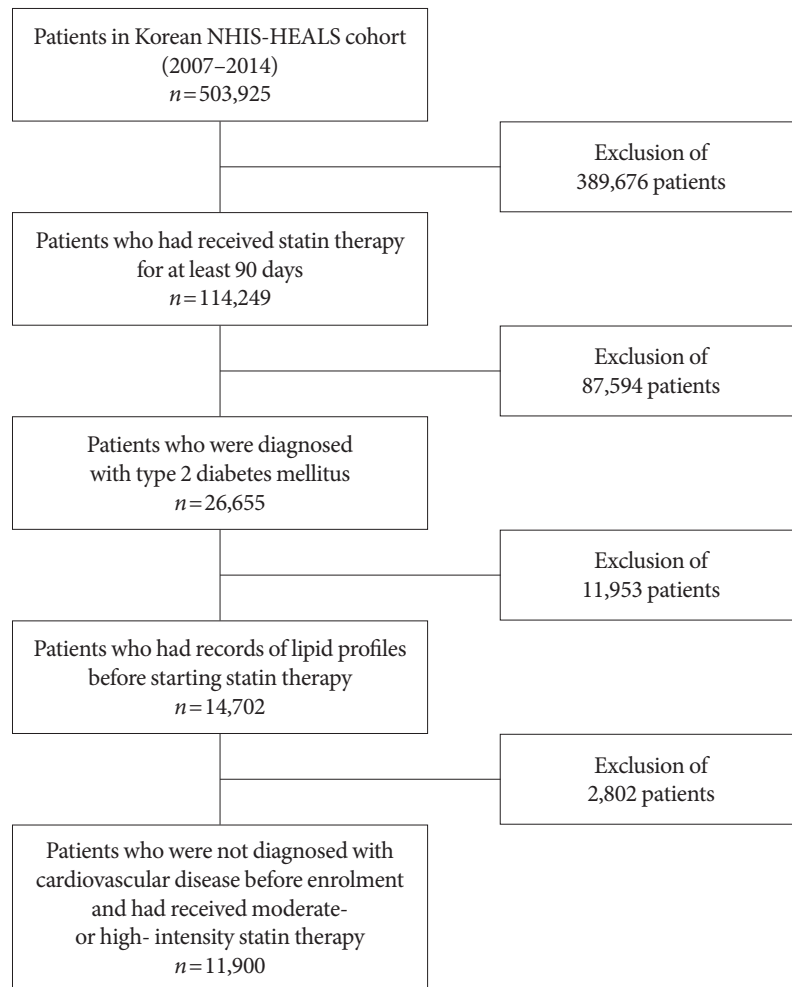 Patients in Korean NHIS-HEALS cohort
(2007–2014)
n=503,925
Exclusion of
389,676 patients
Patients who had received statin therapy
for at least 90 days
n=114,249
Exclusion of
87,594 patients
Patients who were diagnosed
with type 2 diabetes mellitus
n=26,655
Exclusion of
11,953 patients
Patients who had records of lipid profiles
before starting statin therapy
n=14,702
Exclusion of
2,802 patients
Patients who were not diagnosed with
cardiovascular disease before enrolment
and had received moderate-
or high- intensity statin therapy
n=11,900